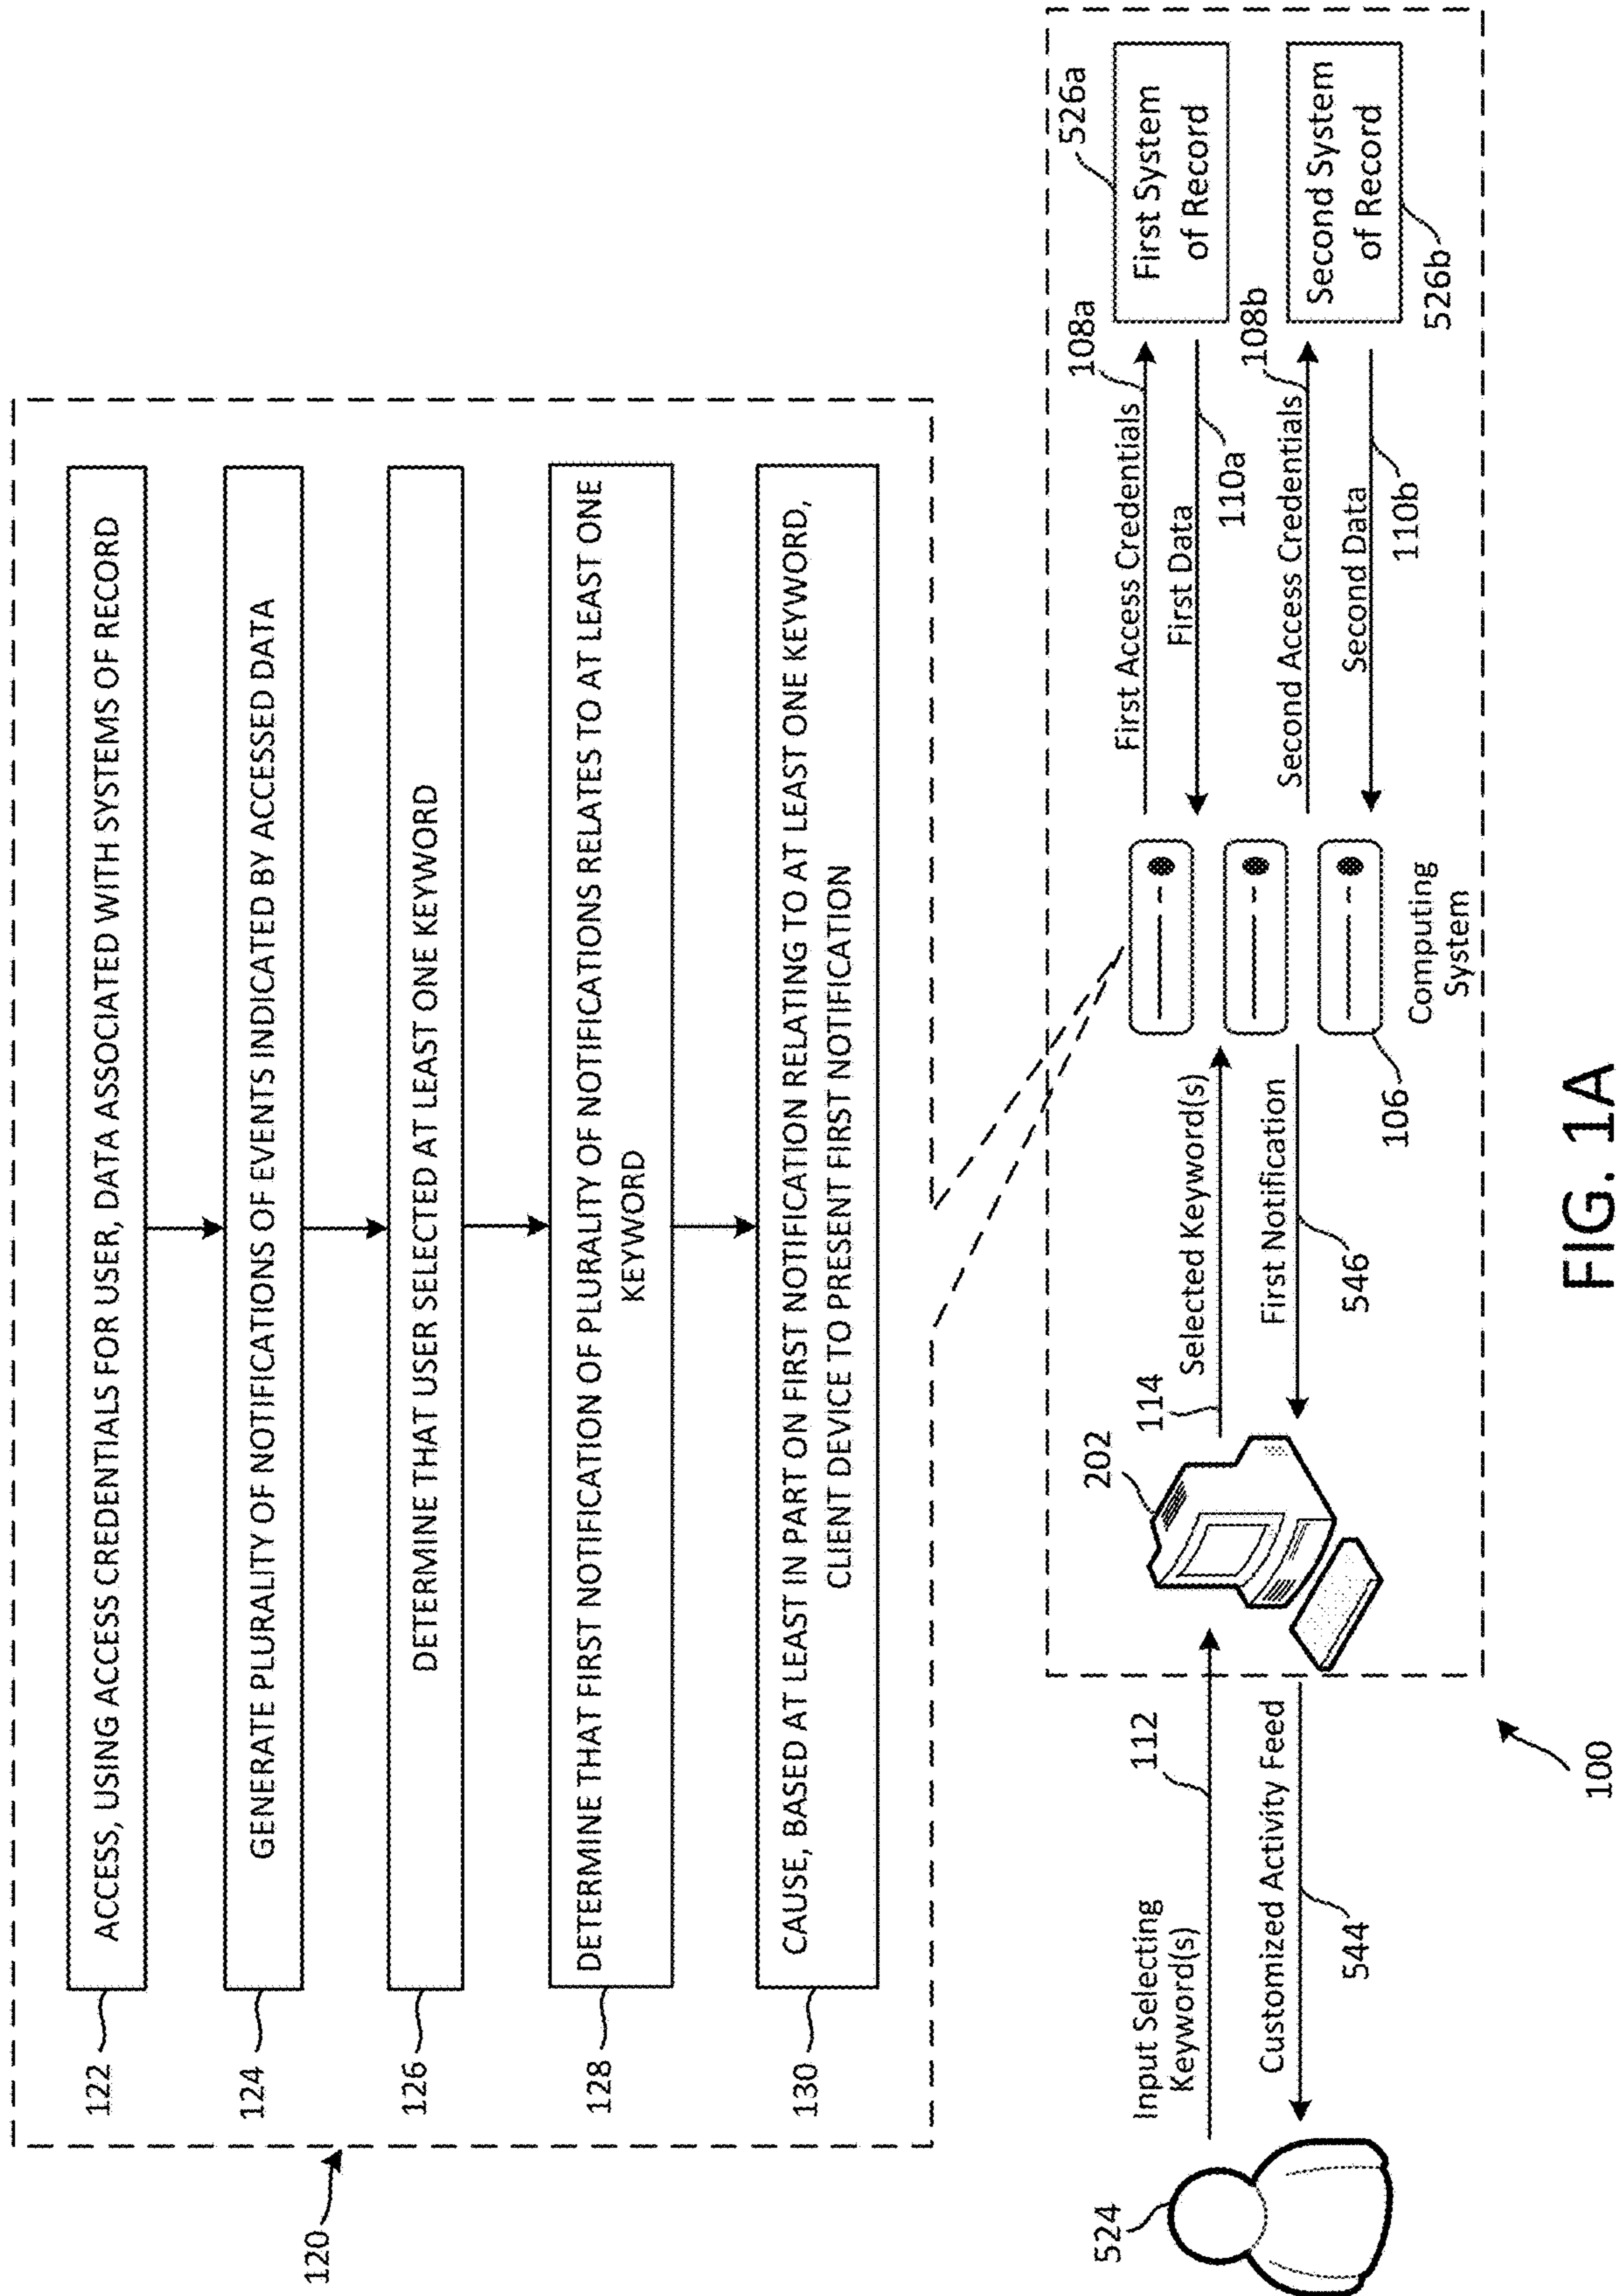 120
122
ACCESS, USING ACCESS CREDENTIALS FOR USER, DATA ASSOCIATED WITH SYSTEMS OF RECORD
124
GENERATE PLURALITY OF NOTIFICATIONS OF EVENTS INDICATED BY ACCESSED DATA
126
DETERMINE THAT USER SELECTED AT LEAST ONE KEYWORD
128
DETERMINE THAT FIRST NOTIFICATION OF PLURALITY OF NOTIFICATIONS RELATES TO AT LEAST ONE
KEYWORD
130
CAUSE, BASED AT LEAST IN PART ON FIRST NOTIFICATION RELATING TO AT LEAST ONE KEYWORD,
CLIENT DEVICE TO PRESENT FIRST NOTIFICATION
524
Input Selecting
Keyword(s)
112
Customized Activity Feed
544
202
114
Selected Keyword(s)
First Notification
546
106
Computing
System
First Access Credentials
108a
First Data
110a
Second Access Credentials
108b
Second Data
110b
526a
First System
of Record
Second System
of Record
526b
100
FIG. 1A